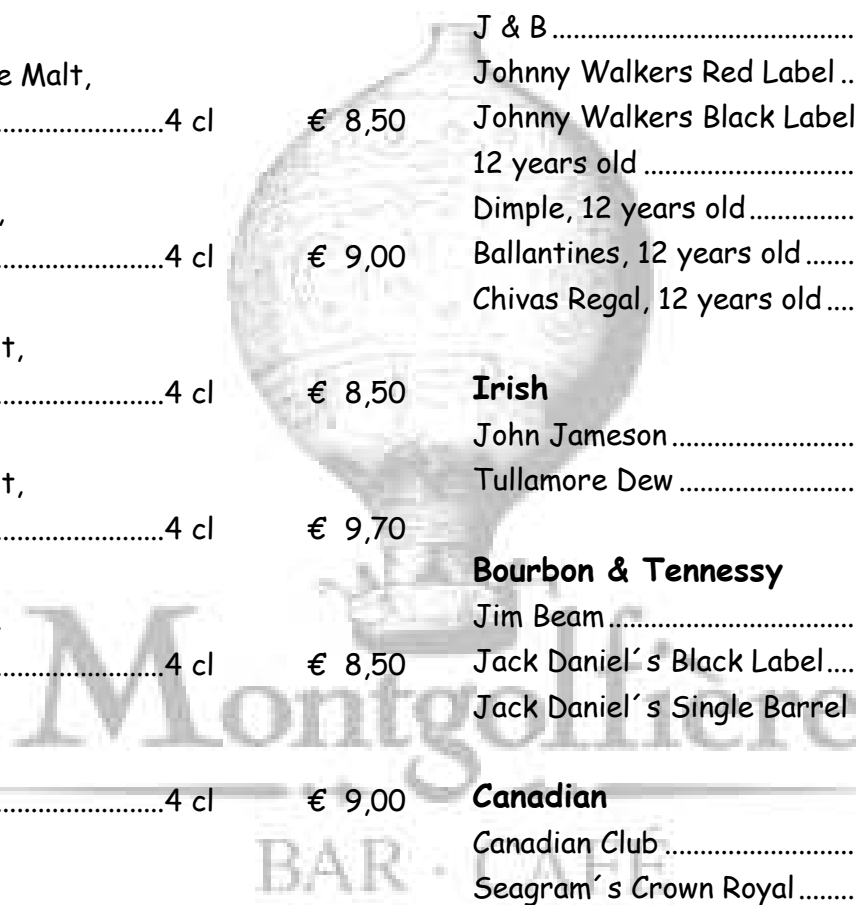 e Malt,
........................4 cl € 8,50
,
........................4 cl € 9,00
t,
........................4 cl € 8,50
t,
........................4 cl € 9,70
........................4 cl € 8,50
........................4 cl € 9,00
J & B ......................................
Johnny Walkers Red Label ..
Johnny Walkers Black Label
12 years old ...........................
Dimple, 12 years old ..............
Ballantines, 12 years old .......
Chivas Regal, 12 years old ....
Irish
John Jameson ........................
Tullamore Dew .......................
Bourbon & Tennessy
Jim Beam ................................
Jack Daniel´s Black Label ....
Jack Daniel´s Single Barrel
Canadian
Canadian Club ........................
Seagram´s Crown Royal ........
Montgolfière
BAR · CAFÉ